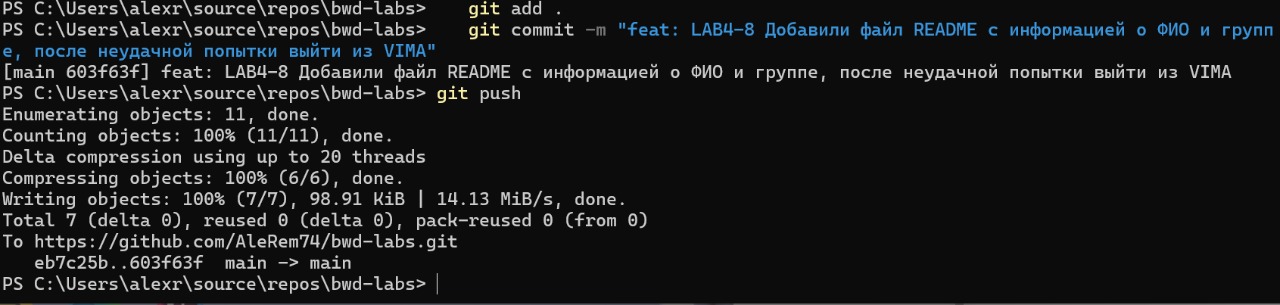 PS C:\Users\alexr\source\repos\bwd-labs>    git add .
PS C:\Users\alexr\source\repos\bwd-labs>    git commit -m "feat: LAB4-8 Добавили файл README с информацией о ФИО и групп
е, после неудачной попытки выйти из VIMA"
[main 603f63f] feat: LAB4-8 Добавили файл README с информацией о ФИО и группе, после неудачной попытки выйти из VIMA
PS C:\Users\alexr\source\repos\bwd-labs> git push
Enumerating objects: 11, done.
Counting objects: 100% (11/11), done.
Delta compression using up to 20 threads
Compressing objects: 100% (6/6), done.
Writing objects: 100% (7/7), 98.91 KiB | 14.13 MiB/s, done.
Total 7 (delta 0), reused 0 (delta 0), pack-reused 0 (from 0)
To https://github.com/AleRem74/bwd-labs.git
   eb7c25b..603f63f  main -> main
PS C:\Users\alexr\source\repos\bwd-labs>